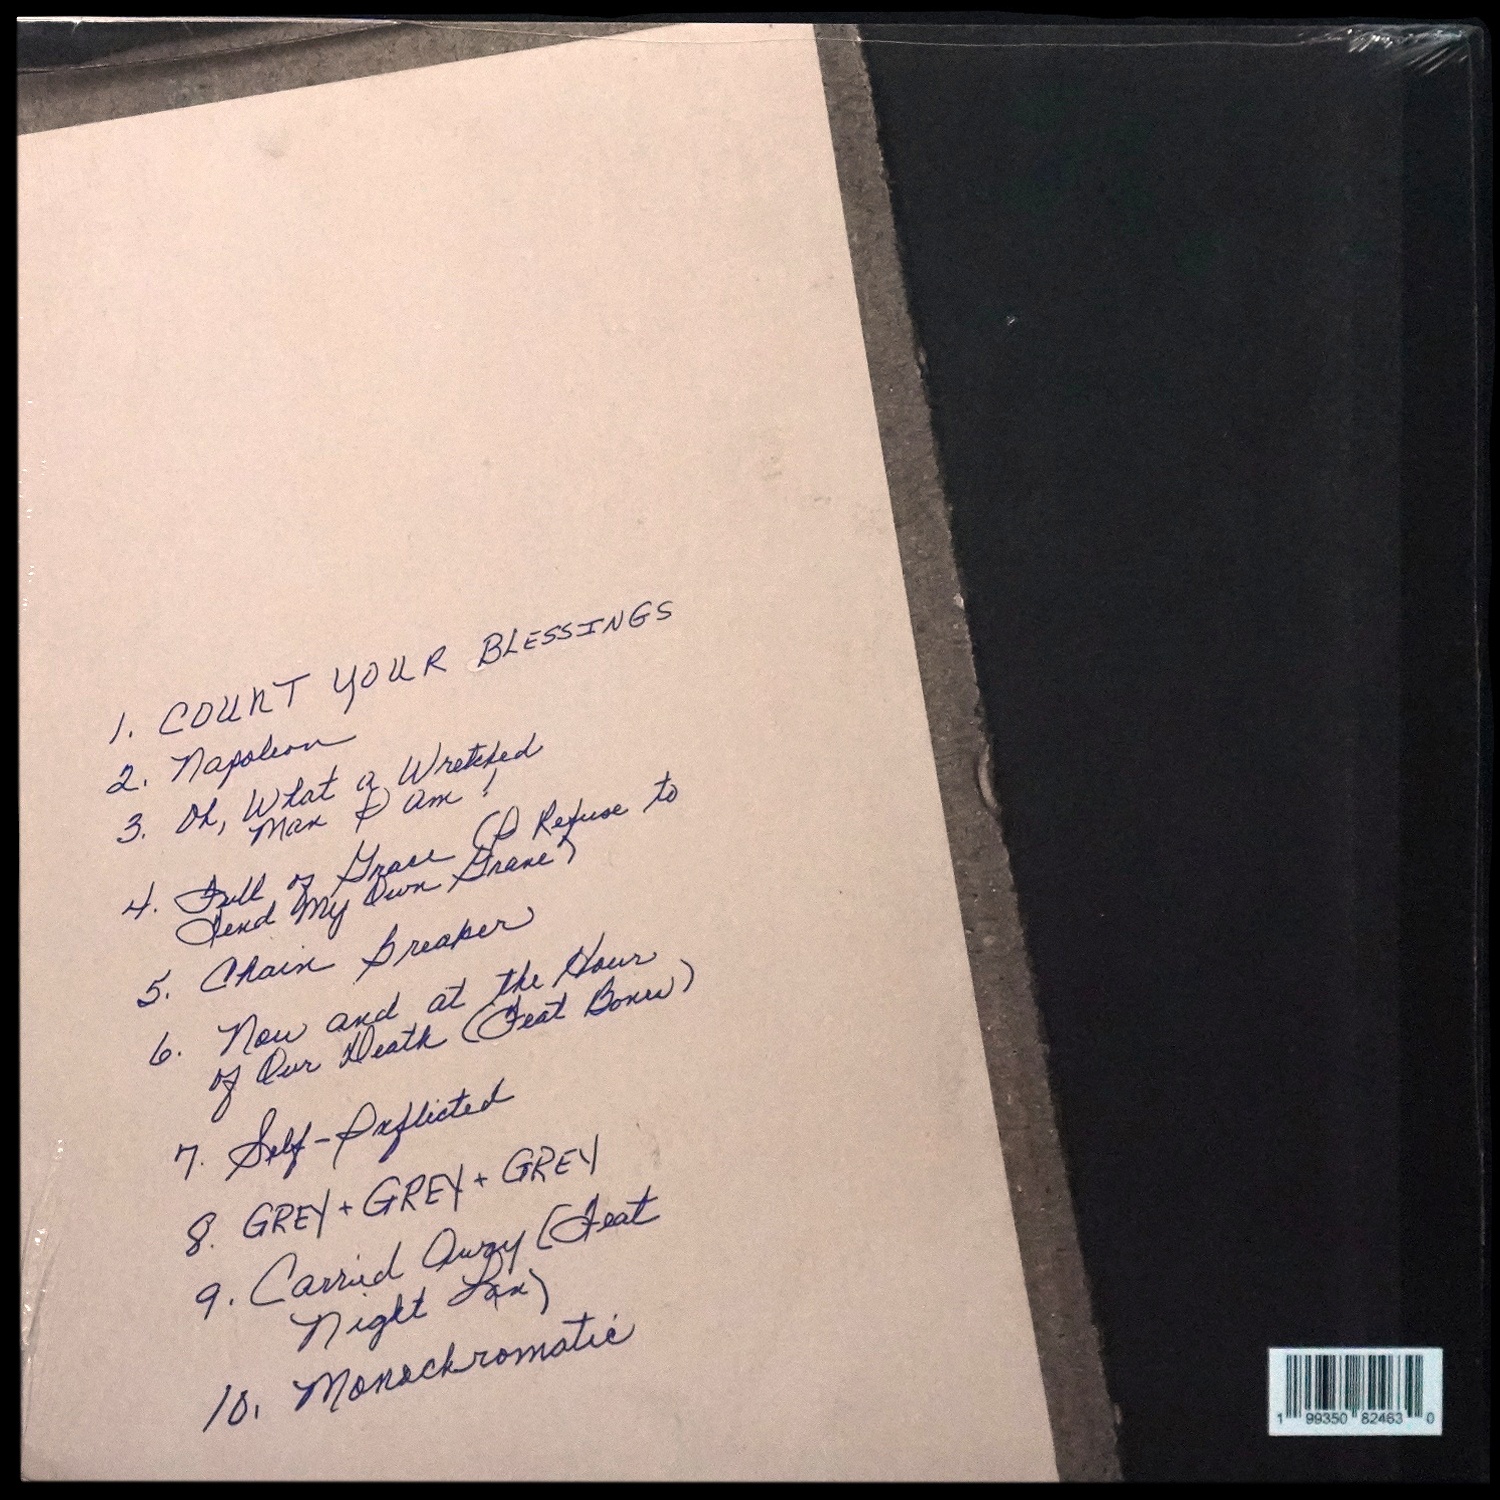 1. COUNT YOUR BLESSINGS
2. Napoleon
3. Oh, What a Wretched
Man I am!
4. Full of Grace (I Refuse to
Tend My Own Grave)
5. Chain Breaker
6. Now and at the Hour
of Our Death (Feat Bones)
7. Self-Inflicted
8. GREY + GREY + GREY
9. Carried Away (Feat
Night Lax)
10. Monochromatic
1 99350 82463 0